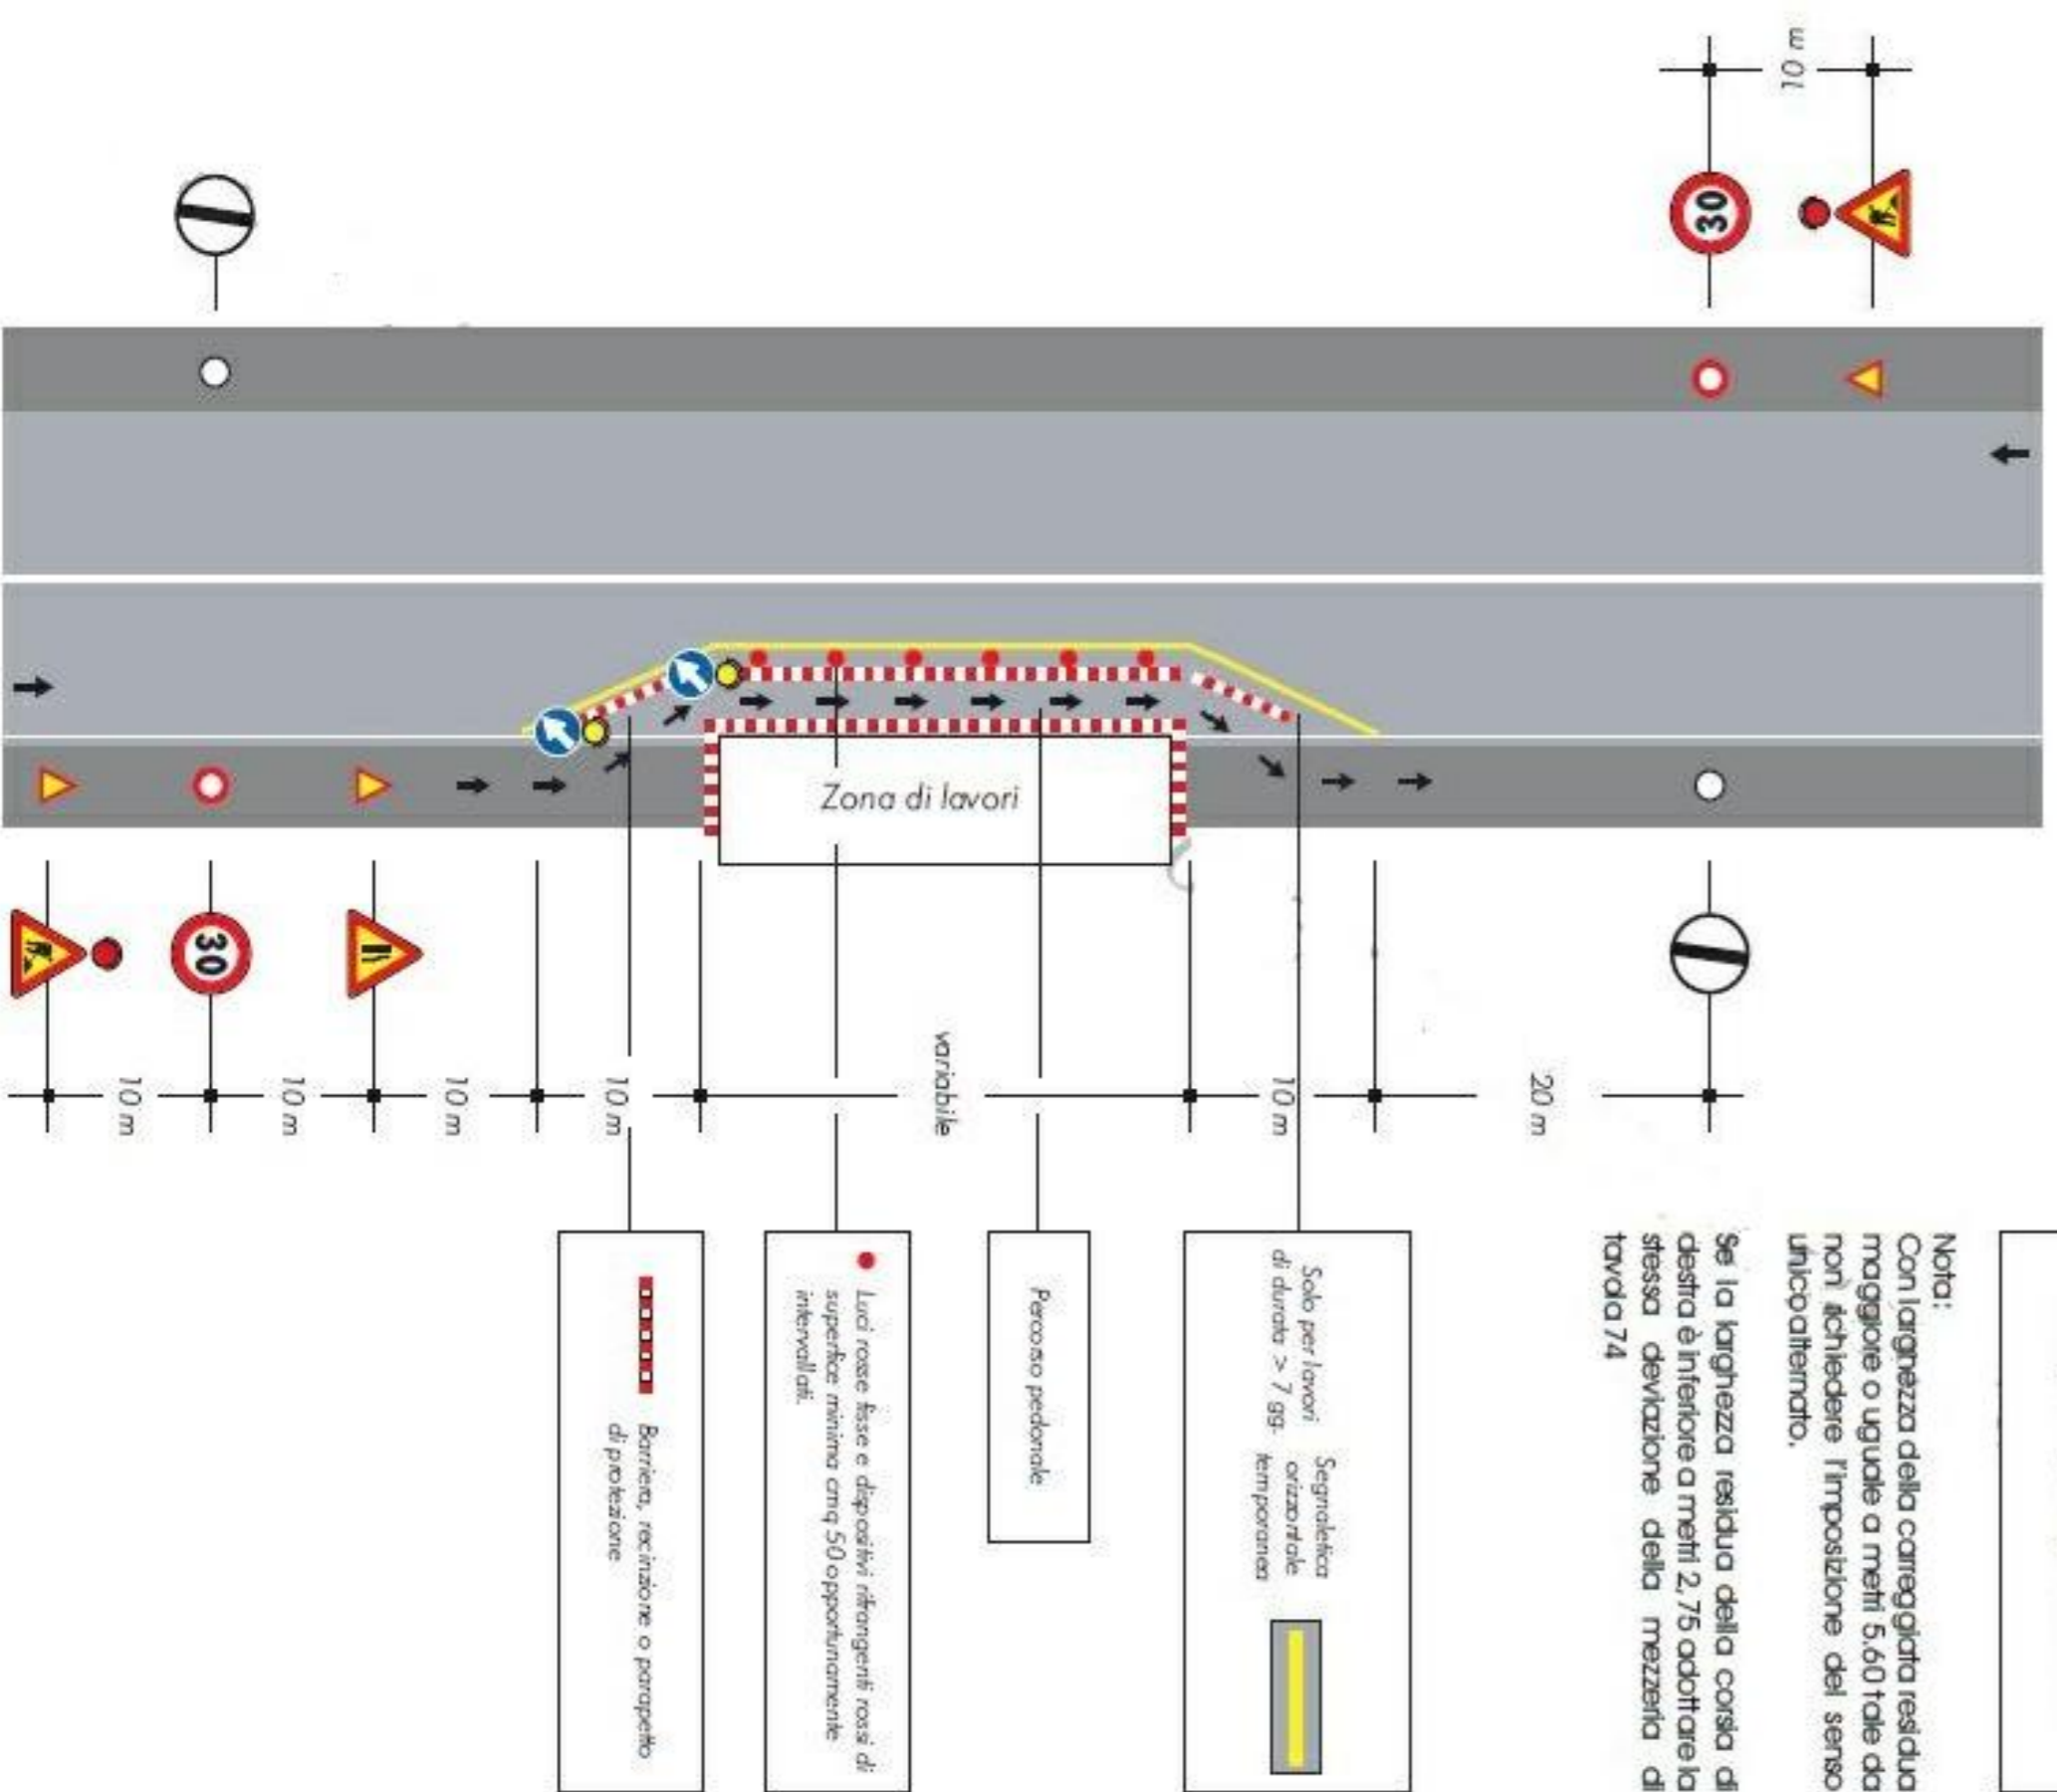 10 m
30
Zona di lavori
30
10 m
10 m
10 m
10 m
variabile
10 m
20 m
Barriera, recinzione o parapetto
di protezione
Luci rosse fisse e dispositivi rifrangenti rossi di
superfice minima cmq 50 opportunamente
intervallati.
Percorso pedonale
Solo per lavori
di durata > 7 gg.
Segnaletica
orizzontale
temporanea
Nota:
Con largnezza della carreggiata residua
maggiore o uguale a metri 5.60 tale da
non richiedere l'imposizione del senso
unico alternato.
Se la larghezza residua della corsia di
destra è inferiore a metri 2,75 adottare la
stessa deviazione della mezzeria di
tavola 74